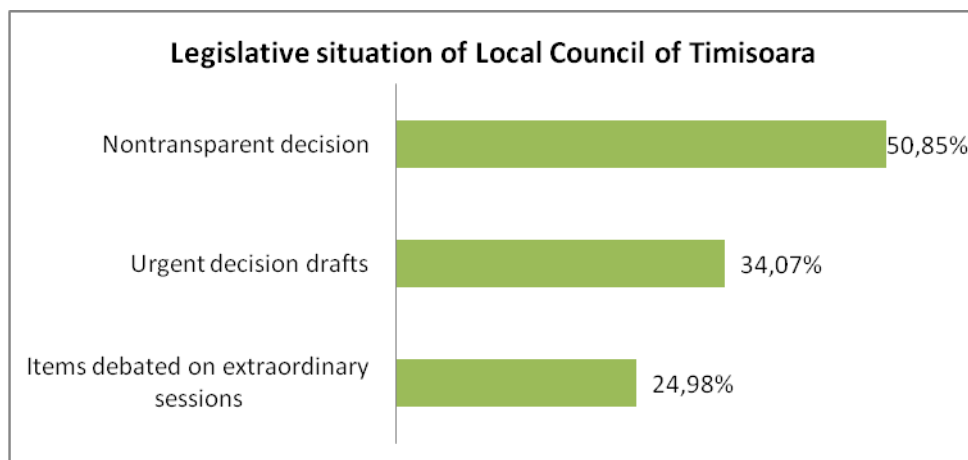 Legislative situation of Local Council of Timisoara
Nontransparent decision
50,85%
Urgent decision drafts
34,07%
Items debated on extraordinary
sessions
24,98%